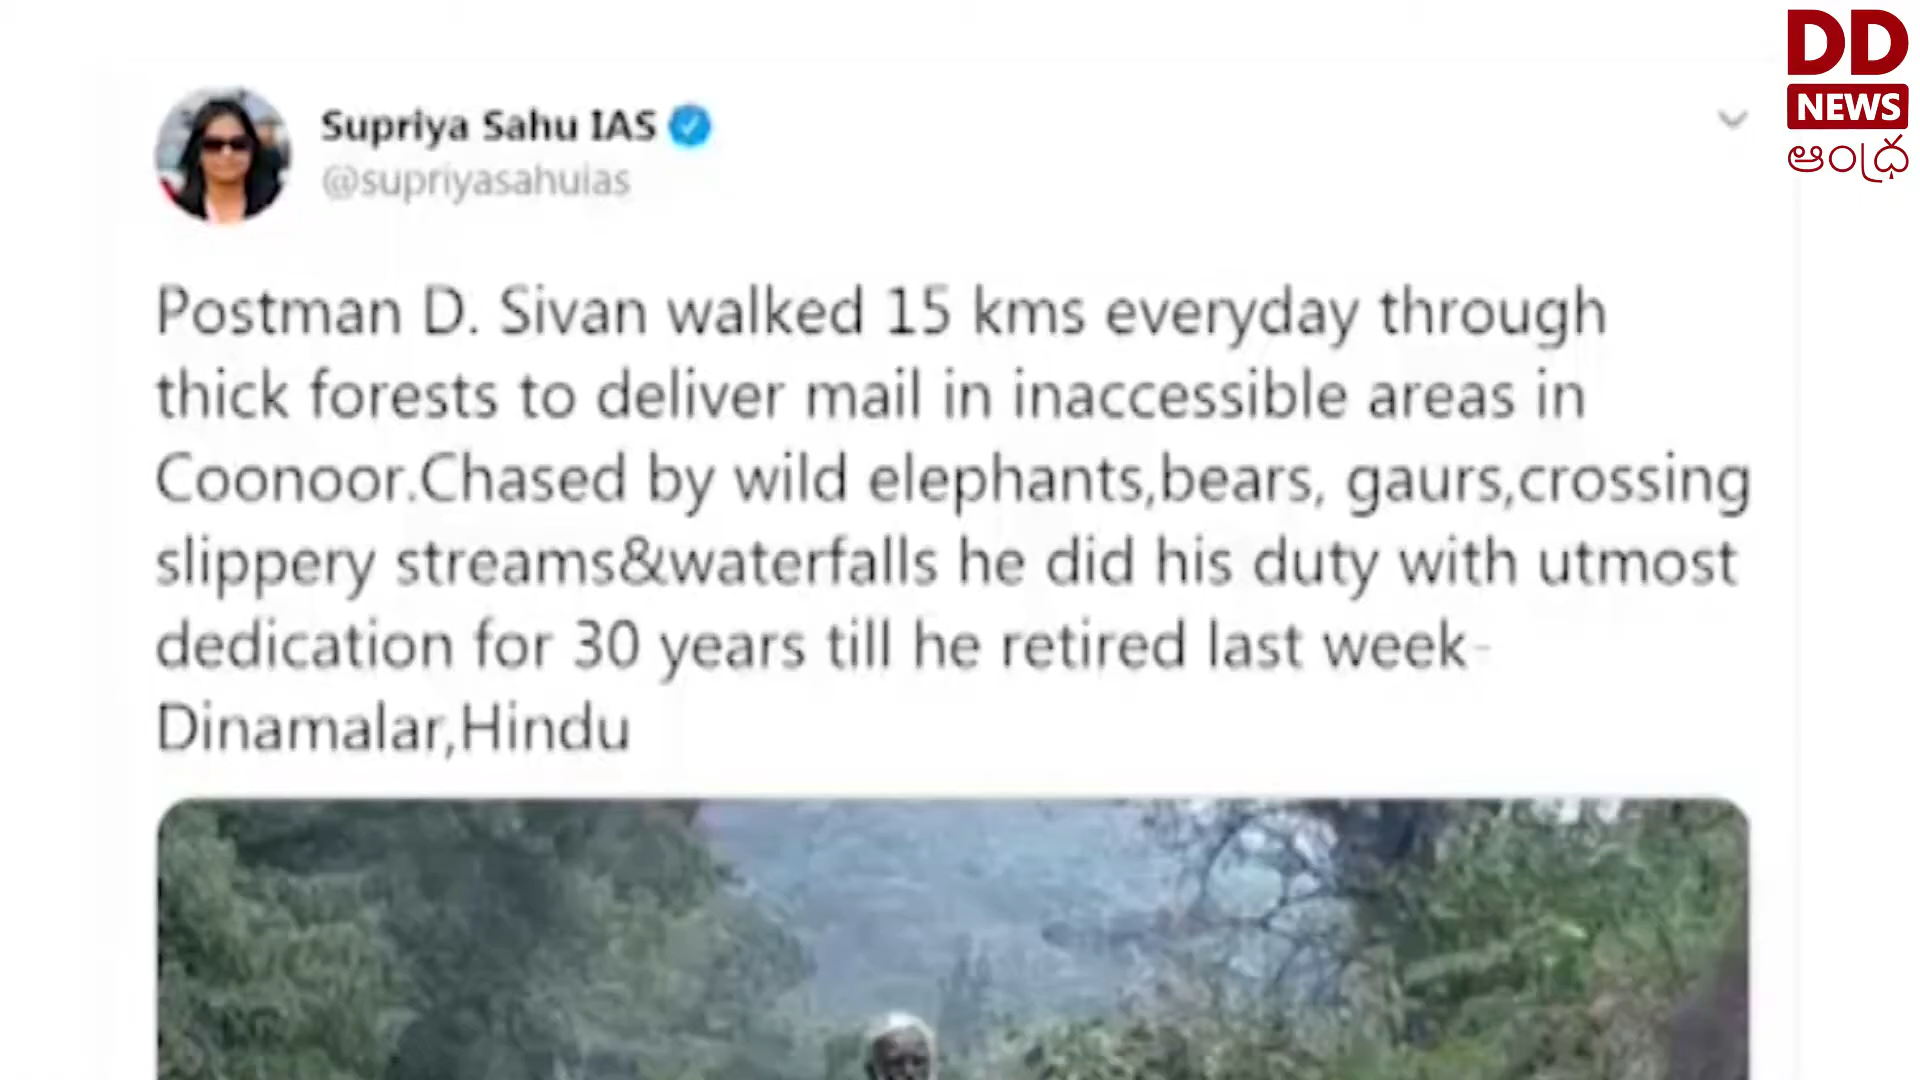 DD
NEWS
ఆంధ్ర
Supriya Sahu IAS
@supriyasahuias
Postman D. Sivan walked 15 kms everyday through
thick forests to deliver mail in inaccessible areas in
Coonoor.Chased by wild elephants,bears, gaurs,crossing
slippery streams&waterfalls he did his duty with utmost
dedication for 30 years till he retired last week-
Dinamalar,Hindu